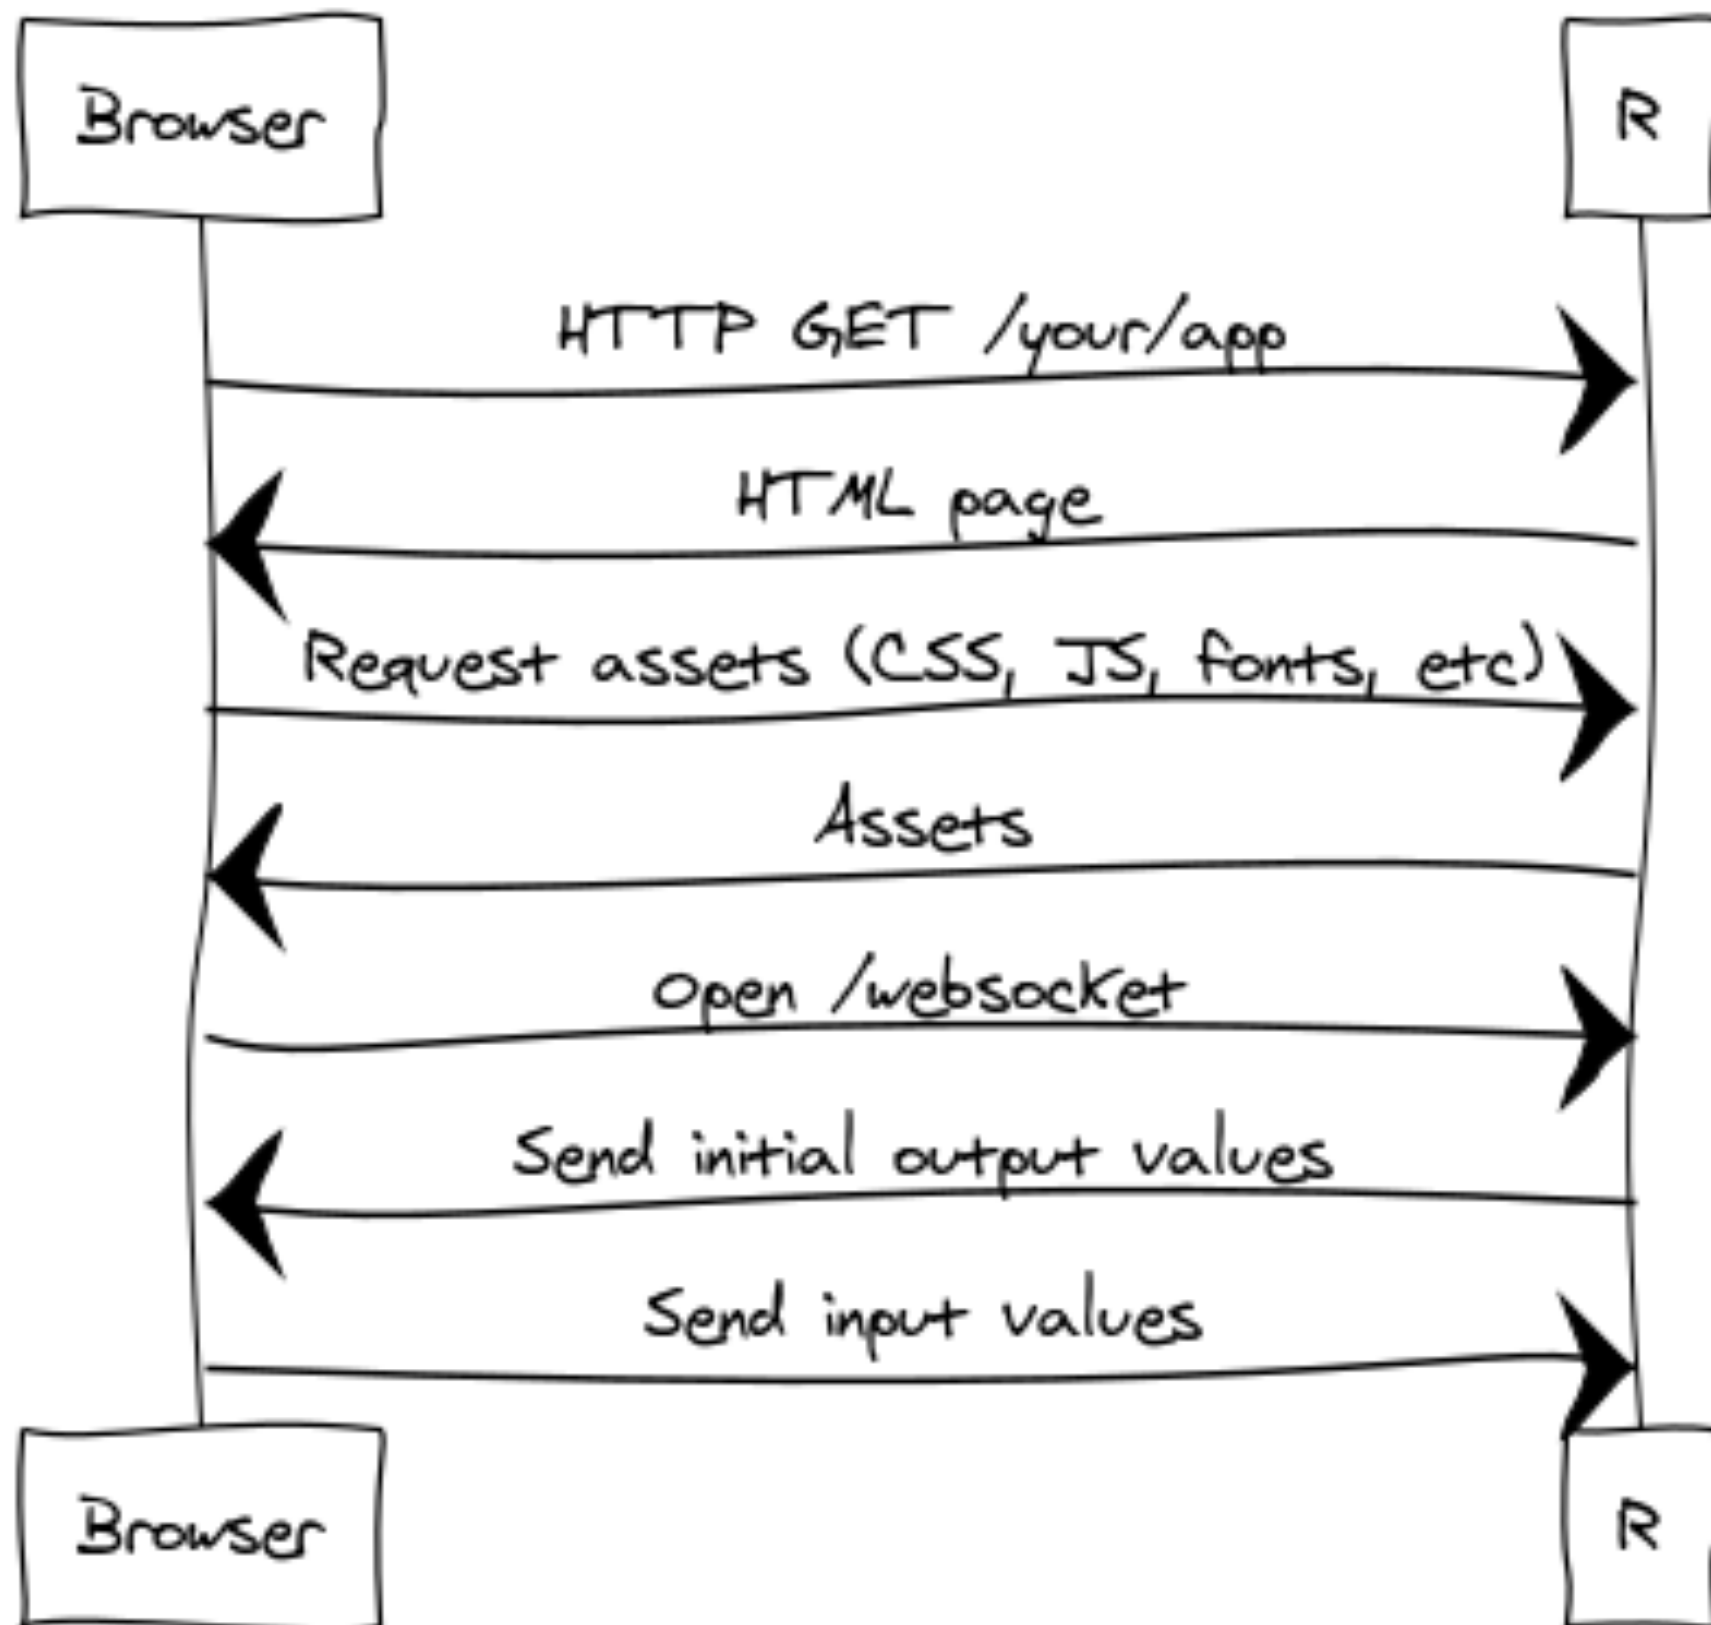 Browser
R
HTTP GET /your/app
HTML page
Request assets (CSS, JS, fonts, etc)
Assets
Open /websocket
Send initial output values
Send input values
Browser
R